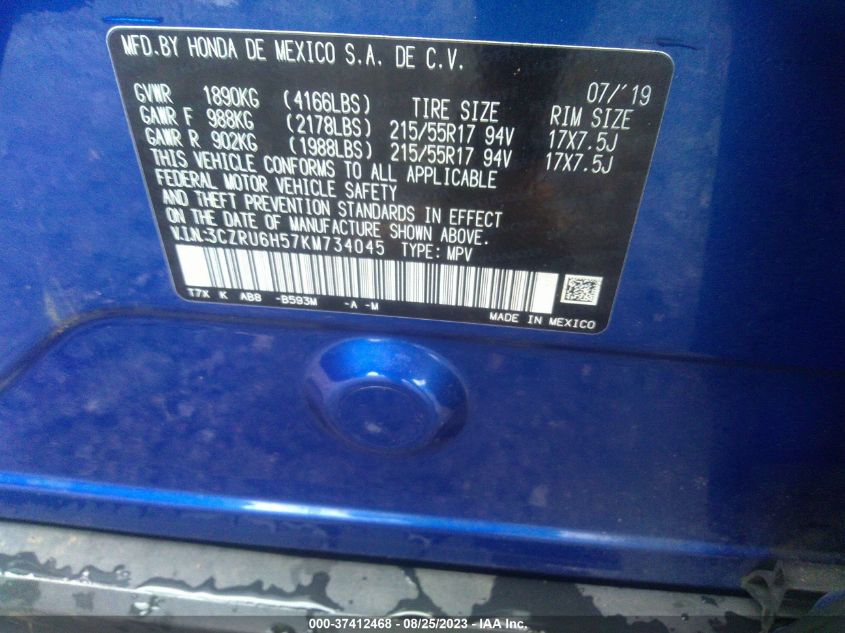 MFD.BY HONDA DE MEXICO S.A. DE C.V.
07/'19
GVWR 1890KG (4166LBS) TIRE SIZE RIM SIZE
GAWR F 988KG (2178LBS) 215/55R17 94V 17X7.5J
GAWR R 902KG (1988LBS) 215/55R17 94V 17X7.5J
THIS VEHICLE CONFORMS TO ALL APPLICABLE
FEDERAL MOTOR VEHICLE SAFETY
AND THEFT PREVENTION STANDARDS IN EFFECT
ON THE DATE OF MANUFACTURE SHOWN ABOVE.
V.I.N.:3CZRU6H57KM734045 TYPE: MPV
T7X K AB8 -B593M -A -M
MADE IN MEXICO
000-37412468 - 08/25/2023 - IAA Inc.